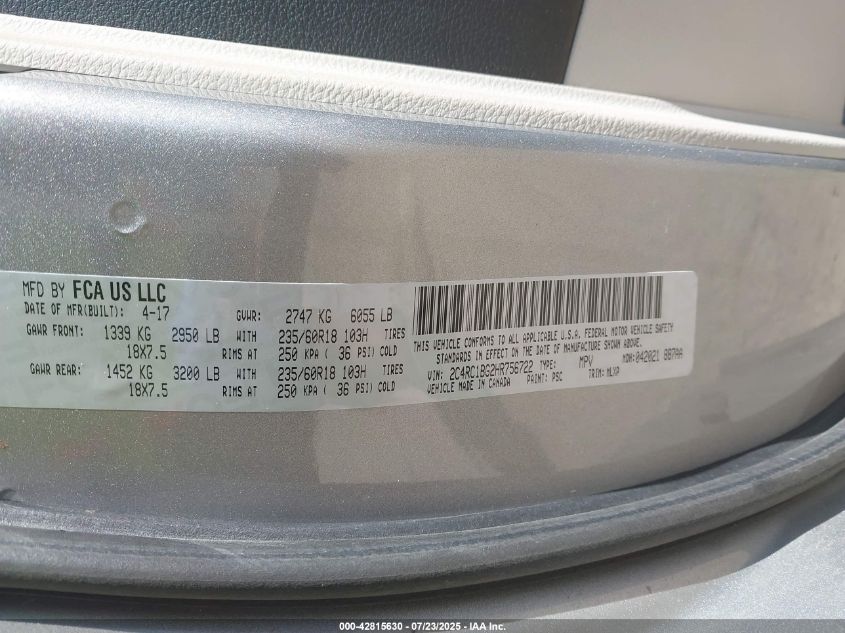 MFD BY FCA US LLC
DATE OF MFR(BUILT): 4-17 GVWR: 2747 KG 6055 LB
GAWR FRONT: 1339 KG 2950 LB WITH 235/60R18 103H TIRES
18X7.5 RIMS AT 250 KPA ( 36 PSI) COLD
GAWR REAR: 1452 KG 3200 LB WITH 235/60R18 103H TIRES
18X7.5 RIMS AT 250 KPA ( 36 PSI) COLD
THIS VEHICLE CONFORMS TO ALL APPLICABLE U.S.A. FEDERAL MOTOR VEHICLE SAFETY
STANDARDS IN EFFECT ON THE DATE OF MANUFACTURE SHOWN ABOVE.
VIN: 2C4RC1BG2HR756722 TYPE: MPV MDH: 042021 887AA
VEHICLE MADE IN CANADA PAINT: PSC TRIM: MLXP
000-42815630 - 07/23/2025 - IAA Inc.